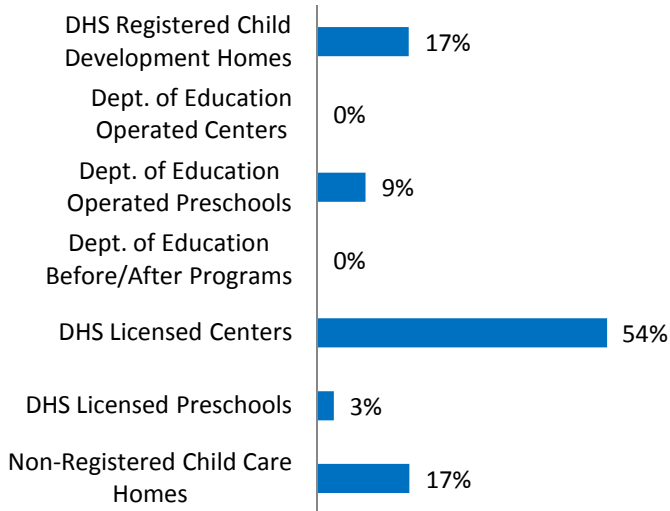 DHS Registered Child
Development Homes
17%
Dept. of Education
Operated Centers
0%
Dept. of Education
Operated Preschools
9%
Dept. of Education
Before/After Programs
0%
DHS Licensed Centers
54%
DHS Licensed Preschools
3%
Non-Registered Child Care
Homes
17%